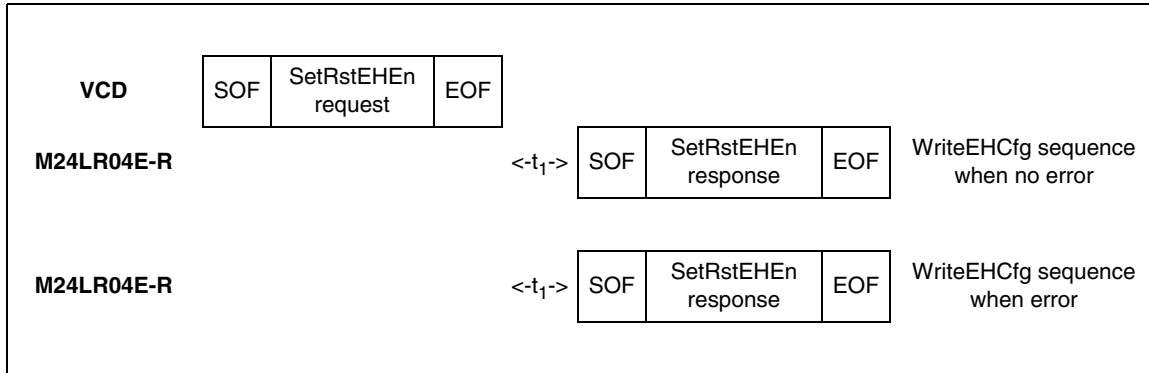 VCD SOF SetRstEHEn request EOF
M24LR04E-R <-t1-> SOF SetRstEHEn response EOF WriteEHCfg sequence when no error
M24LR04E-R <-t1-> SOF SetRstEHEn response EOF WriteEHCfg sequence when error